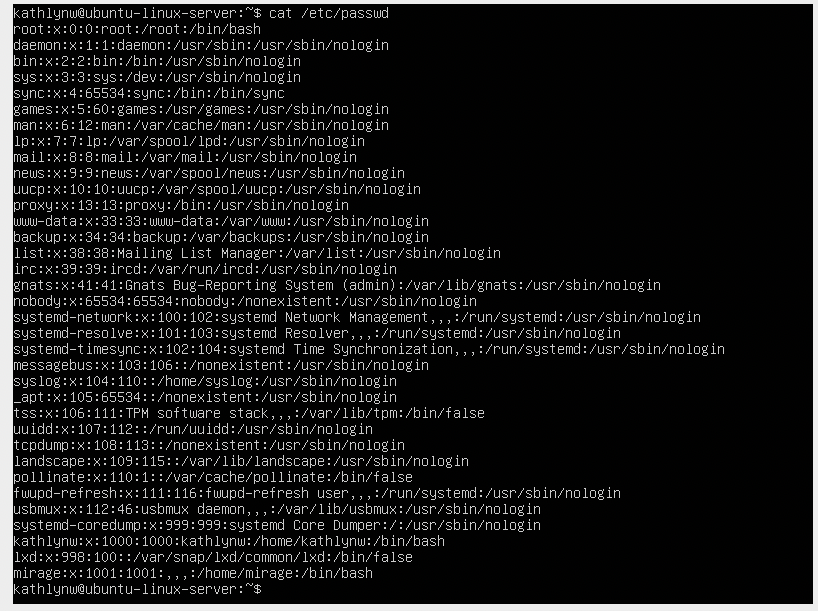 kathlynw@ubuntu-linux-server:~$ cat /etc/passwd
root:x:0:0:root:/root:/bin/bash
daemon:x:1:1:daemon:/usr/sbin:/usr/sbin/nologin
bin:x:2:2:bin:/bin:/usr/sbin/nologin
sys:x:3:3:sys:/dev:/usr/sbin/nologin
sync:x:4:65534:sync:/bin:/bin/sync
games:x:5:60:games:/usr/games:/usr/sbin/nologin
man:x:6:12:man:/var/cache/man:/usr/sbin/nologin
lp:x:7:7:lp:/var/spool/lpd:/usr/sbin/nologin
mail:x:8:8:mail:/var/mail:/usr/sbin/nologin
news:x:9:9:news:/var/spool/news:/usr/sbin/nologin
uucp:x:10:10:uucp:/var/spool/uucp:/usr/sbin/nologin
proxy:x:13:13:proxy:/bin:/usr/sbin/nologin
www-data:x:33:33:www-data:/var/www:/usr/sbin/nologin
backup:x:34:34:backup:/var/backups:/usr/sbin/nologin
list:x:38:38:Mailing List Manager:/var/list:/usr/sbin/nologin
irc:x:39:39:ircd:/var/run/ircd:/usr/sbin/nologin
gnats:x:41:41:Gnats Bug-Reporting System (admin):/var/lib/gnats:/usr/sbin/nologin
nobody:x:65534:65534:nobody:/nonexistent:/usr/sbin/nologin
systemd-network:x:100:102:systemd Network Management,,,:/run/systemd:/usr/sbin/nologin
systemd-resolve:x:101:103:systemd Resolver,,,:/run/systemd:/usr/sbin/nologin
systemd-timesync:x:102:104:systemd Time Synchronization,,,:/run/systemd:/usr/sbin/nologin
messagebus:x:103:106::/nonexistent:/usr/sbin/nologin
syslog:x:104:110::/home/syslog:/usr/sbin/nologin
_apt:x:105:65534::/nonexistent:/usr/sbin/nologin
tss:x:106:111:TPM software stack,,,:/var/lib/tpm:/bin/false
uuidd:x:107:112::/run/uuidd:/usr/sbin/nologin
tcpdump:x:108:113::/nonexistent:/usr/sbin/nologin
landscape:x:109:115::/var/lib/landscape:/usr/sbin/nologin
pollinate:x:110:1::/var/cache/pollinate:/bin/false
fwupd-refresh:x:111:116:fwupd-refresh user,,,:/run/systemd:/usr/sbin/nologin
usbmux:x:112:46:usbmux daemon,,,:/var/lib/usbmux:/usr/sbin/nologin
systemd-coredump:x:999:999:systemd Core Dumper:/:/usr/sbin/nologin
kathlynw:x:1000:1000:kathlynw:/home/kathlynw:/bin/bash
lxd:x:998:100::/var/snap/lxd/common/lxd:/bin/false
mirage:x:1001:1001:,,,:/home/mirage:/bin/bash
kathlynw@ubuntu-linux-server:~$